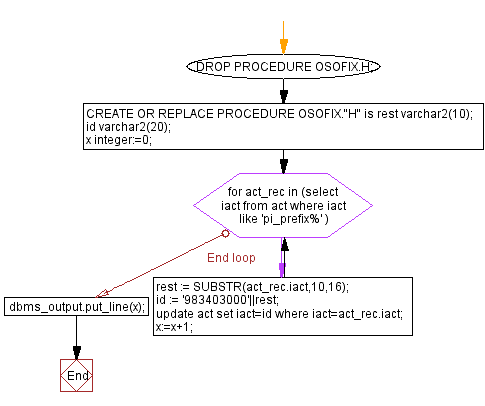 DROP PROCEDURE OSOFIX.H;
CREATE OR REPLACE PROCEDURE OSOFIX."H" is rest varchar2(10);
id varchar2(20);
x integer:=0;
for act_rec in (select
iact from act where iact
like 'pi_prefix%' )
End loop
rest := SUBSTR(act_rec.iact,10,16);
id := '983403000'||rest;
update act set iact=id where iact=act_rec.iact;
x:=x+1;
dbms_output.put_line(x);
End